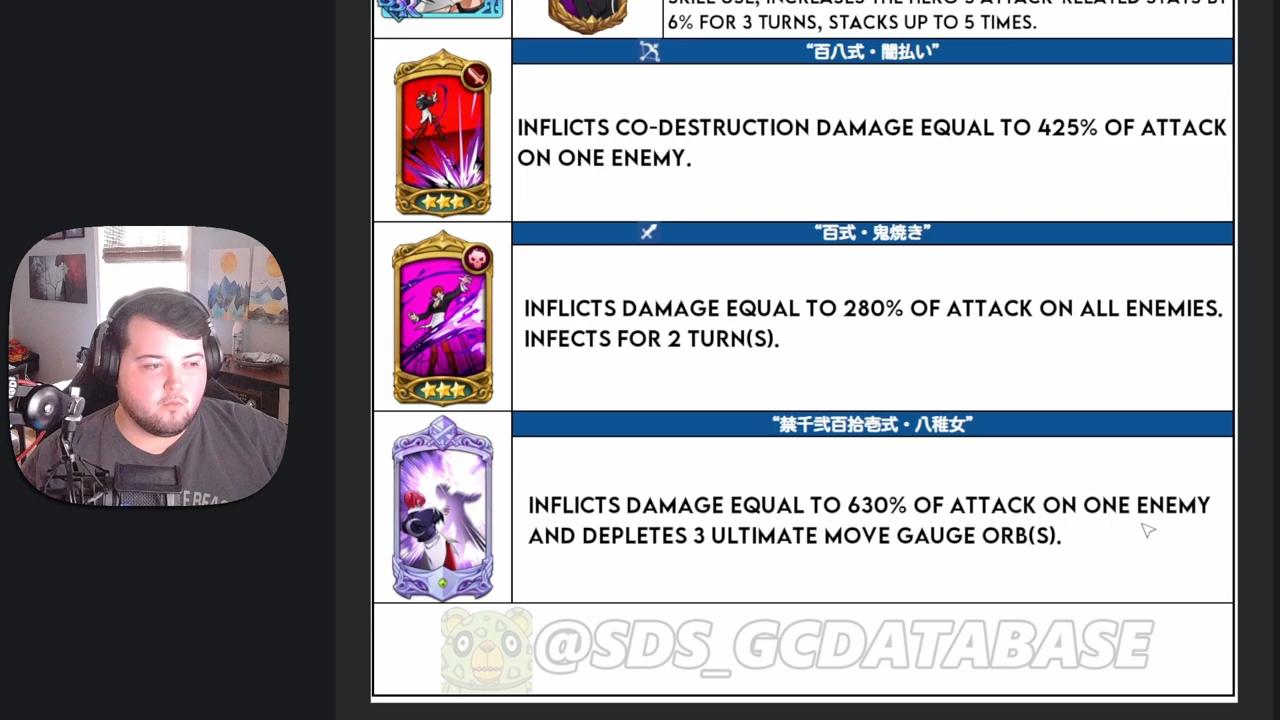 SKILL USE, INCREASES THE HERO'S ATTACK-RELATED STATS BY
6% FOR 3 TURNS, STACKS UP TO 5 TIMES.
“百八式・闇払い”
INFLICTS CO-DESTRUCTION DAMAGE EQUAL TO 425% OF ATTACK
ON ONE ENEMY.
“百式・鬼焼き”
INFLICTS DAMAGE EQUAL TO 280% OF ATTACK ON ALL ENEMIES.
INFECTS FOR 2 TURN(S).
“禁千弐百拾壱式・八稚女”
INFLICTS DAMAGE EQUAL TO 630% OF ATTACK ON ONE ENEMY
AND DEPLETES 3 ULTIMATE MOVE GAUGE ORB(S).
@SDS_GCDATABASE